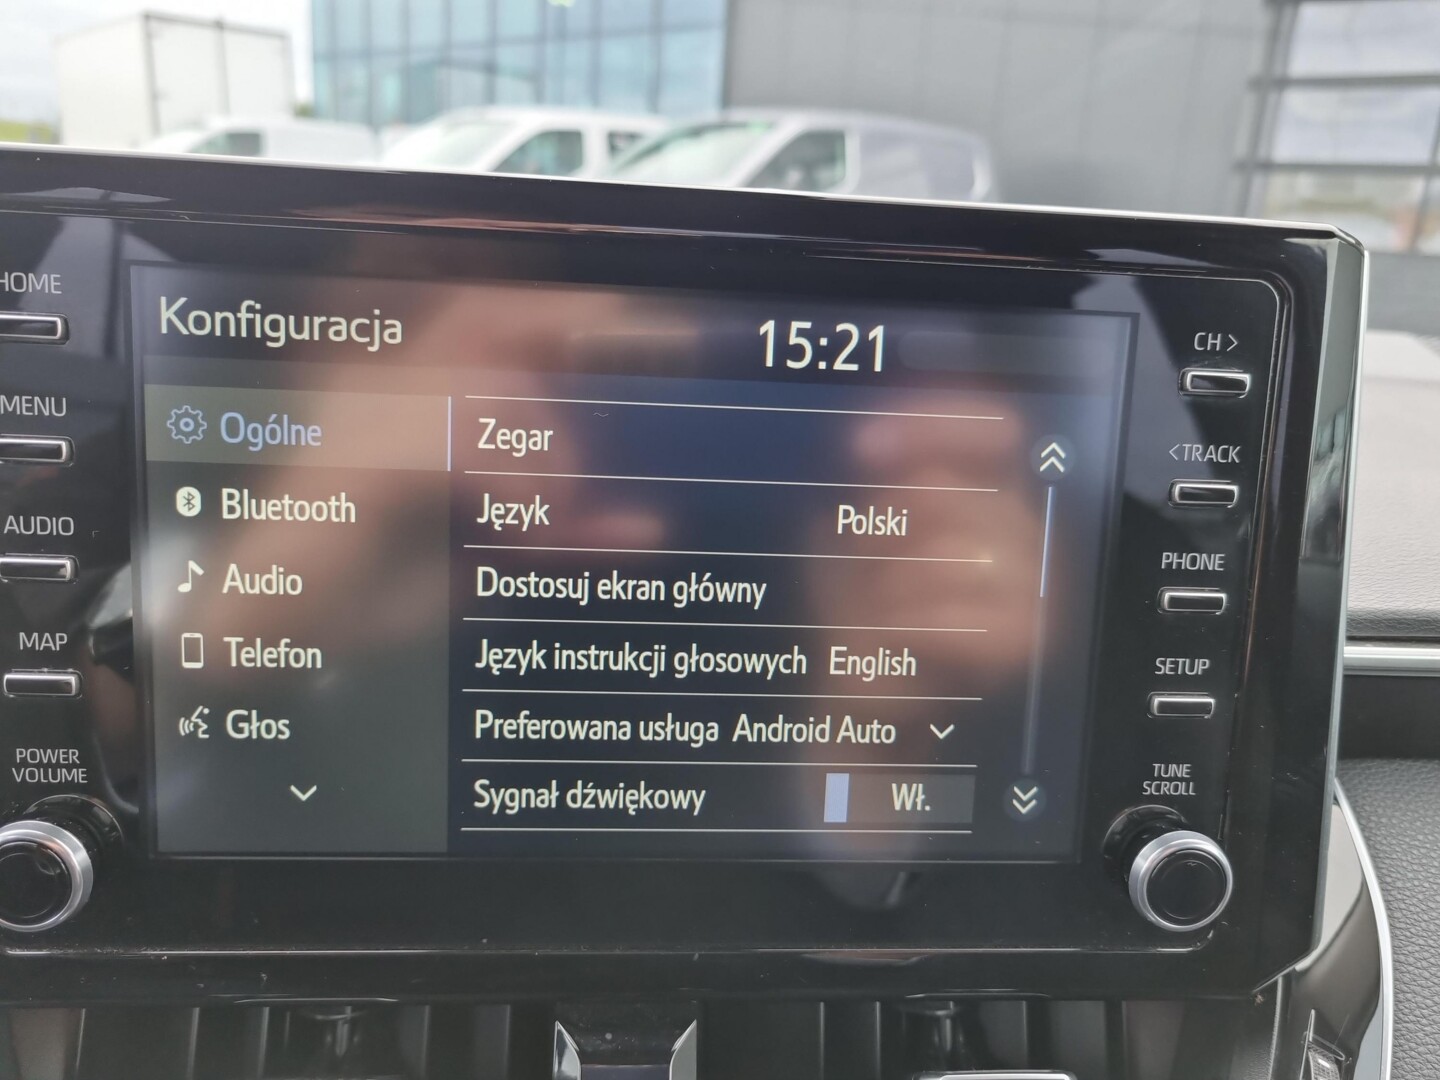 HOME
MENU
AUDIO
MAP
POWER
VOLUME
Konfiguracja
15:21
Ogólne
Bluetooth
Audio
Telefon
Głos
Zegar
Język Polski
Dostosuj ekran główny
Język instrukcji głosowych English
Preferowana usługa Android Auto
Sygnał dźwiękowy Wł.
CH >
< TRACK
PHONE
SETUP
TUNE
SCROLL